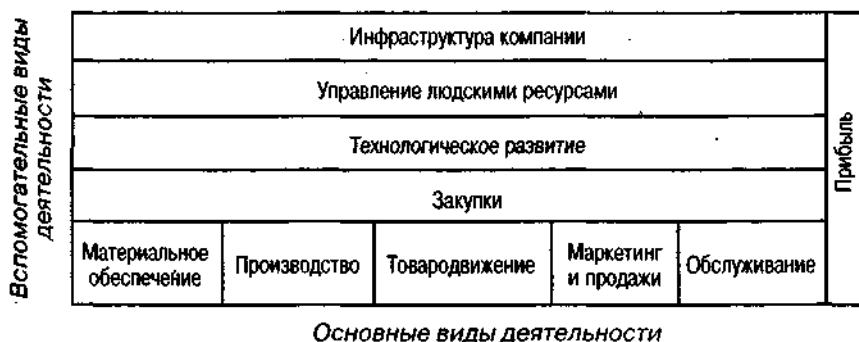 Вспомогательные виды
деятельности
Инфраструктура компании
Управление людскими ресурсами
Технологическое развитие
Закупки
Материальное
обеспечение
Производство
Товародвижение
Маркетинг
и продажи
Обслуживание
Прибыль
Основные виды деятельности